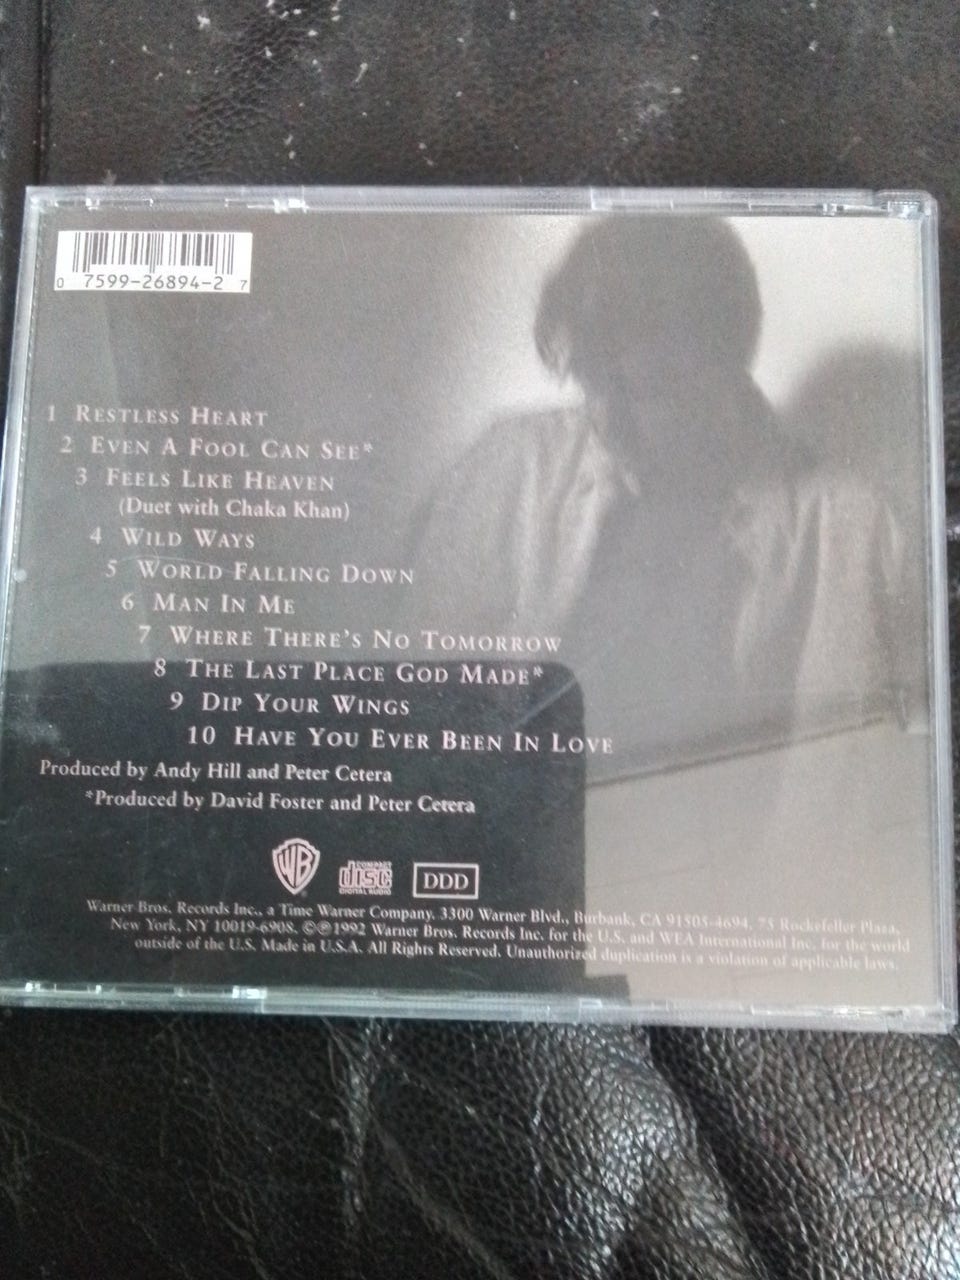 0 7599-26894-2 7
1 RESTLESS HEART
2 EVEN A FOOL CAN SEE*
3 FEELS LIKE HEAVEN
(Duet with Chaka Khan)
4 WILD WAYS
5 WORLD FALLING DOWN
6 MAN IN ME
7 WHERE THERE'S NO TOMORROW
8 THE LAST PLACE GOD MADE*
9 DIP YOUR WINGS
10 HAVE YOU EVER BEEN IN LOVE
Produced by Andy Hill and Peter Cetera
*Produced by David Foster and Peter Cetera
WB
COMPACT
disc
DIGITAL AUDIO
DDD
Warner Bros. Records Inc., a Time Warner Company, 3300 Warner Blvd., Burbank, CA 91505-4694, 75 Rockefeller Plaza,
New York, NY 10019-6908. ©℗1992 Warner Bros. Records Inc. for the U.S. and WEA International Inc. for the world
outside of the U.S. Made in U.S.A. All Rights Reserved. Unauthorized duplication is a violation of applicable laws.